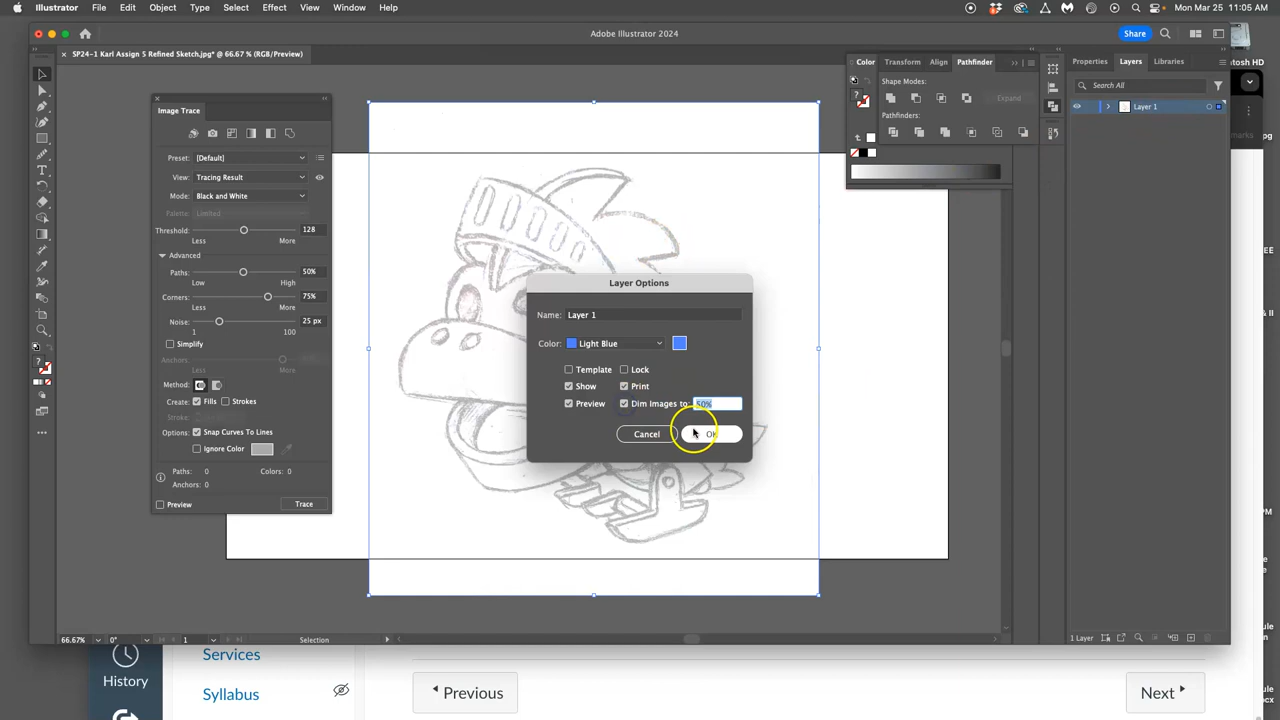 Illustrator File Edit Object Type Select Effect View Window Help
Mon Mar 25 11:05 AM
Adobe Illustrator 2024
Share
SP24-1 Karl Assign 5 Refined Sketch.jpg* @ 66.67 % (RGB/Preview)
Image Trace
Preset: [Default]
View: Tracing Result
Mode: Black and White
Palette: Limited
Threshold: 128
Less More
Advanced
Paths: 50%
Low High
Corners: 75%
Less More
Noise: 25 px
1 100
Simplify
Anchors:
Less More
Method:
Create: Fills Strokes
Stroke:
Options: Snap Curves To Lines
Ignore Color
Paths: 0 Colors: 0
Anchors: 0
Preview Trace
Layer Options
Name: Layer 1
Color: Light Blue
Template Lock
Show Print
Preview Dim Images to: 50%
Cancel OK
Color Transform Align Pathfinder
Shape Modes:
Expand
Pathfinders:
Properties Layers Libraries
Search All
Layer 1
1 Layer
66.67% 0° 1 Selection
History
Services
Syllabus
Previous
Next